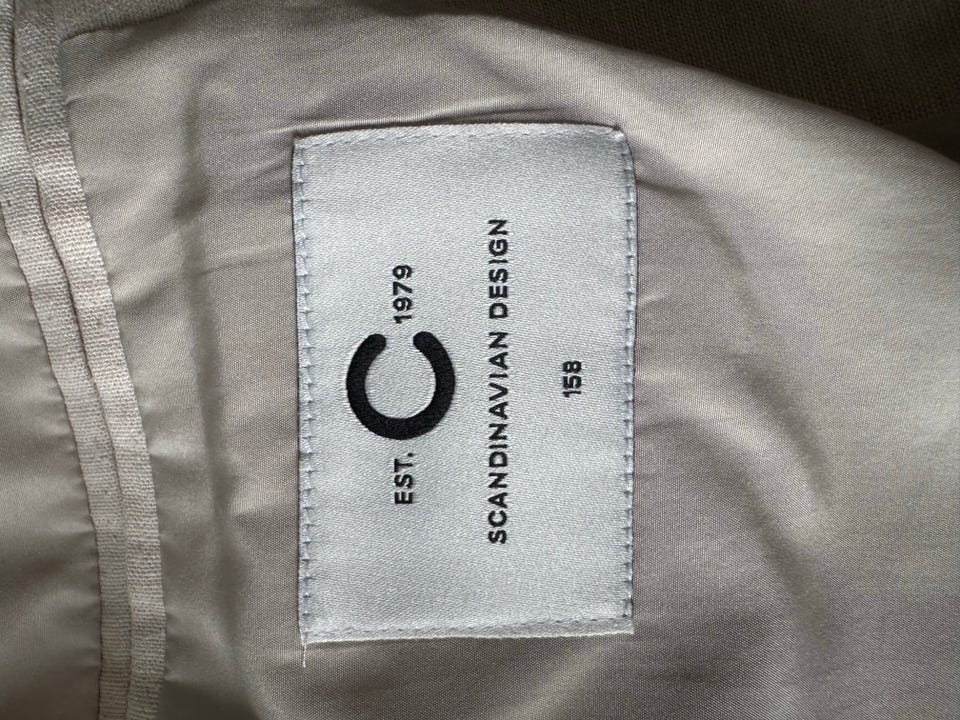 EST. C 1979
SCANDINAVIAN DESIGN
158